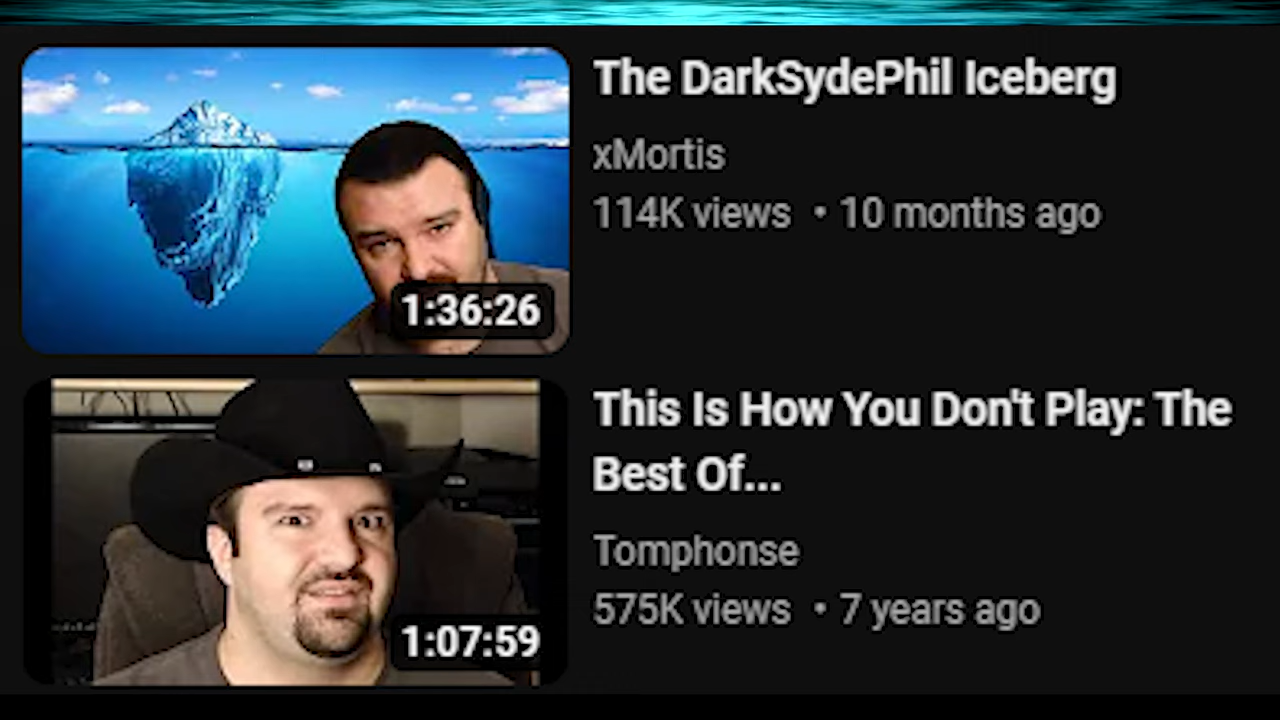 The DarkSydePhil Iceberg
xMortis
114K views • 10 months ago
1:36:26
This Is How You Don't Play: The
Best Of...
Tomphonse
575K views • 7 years ago
1:07:59